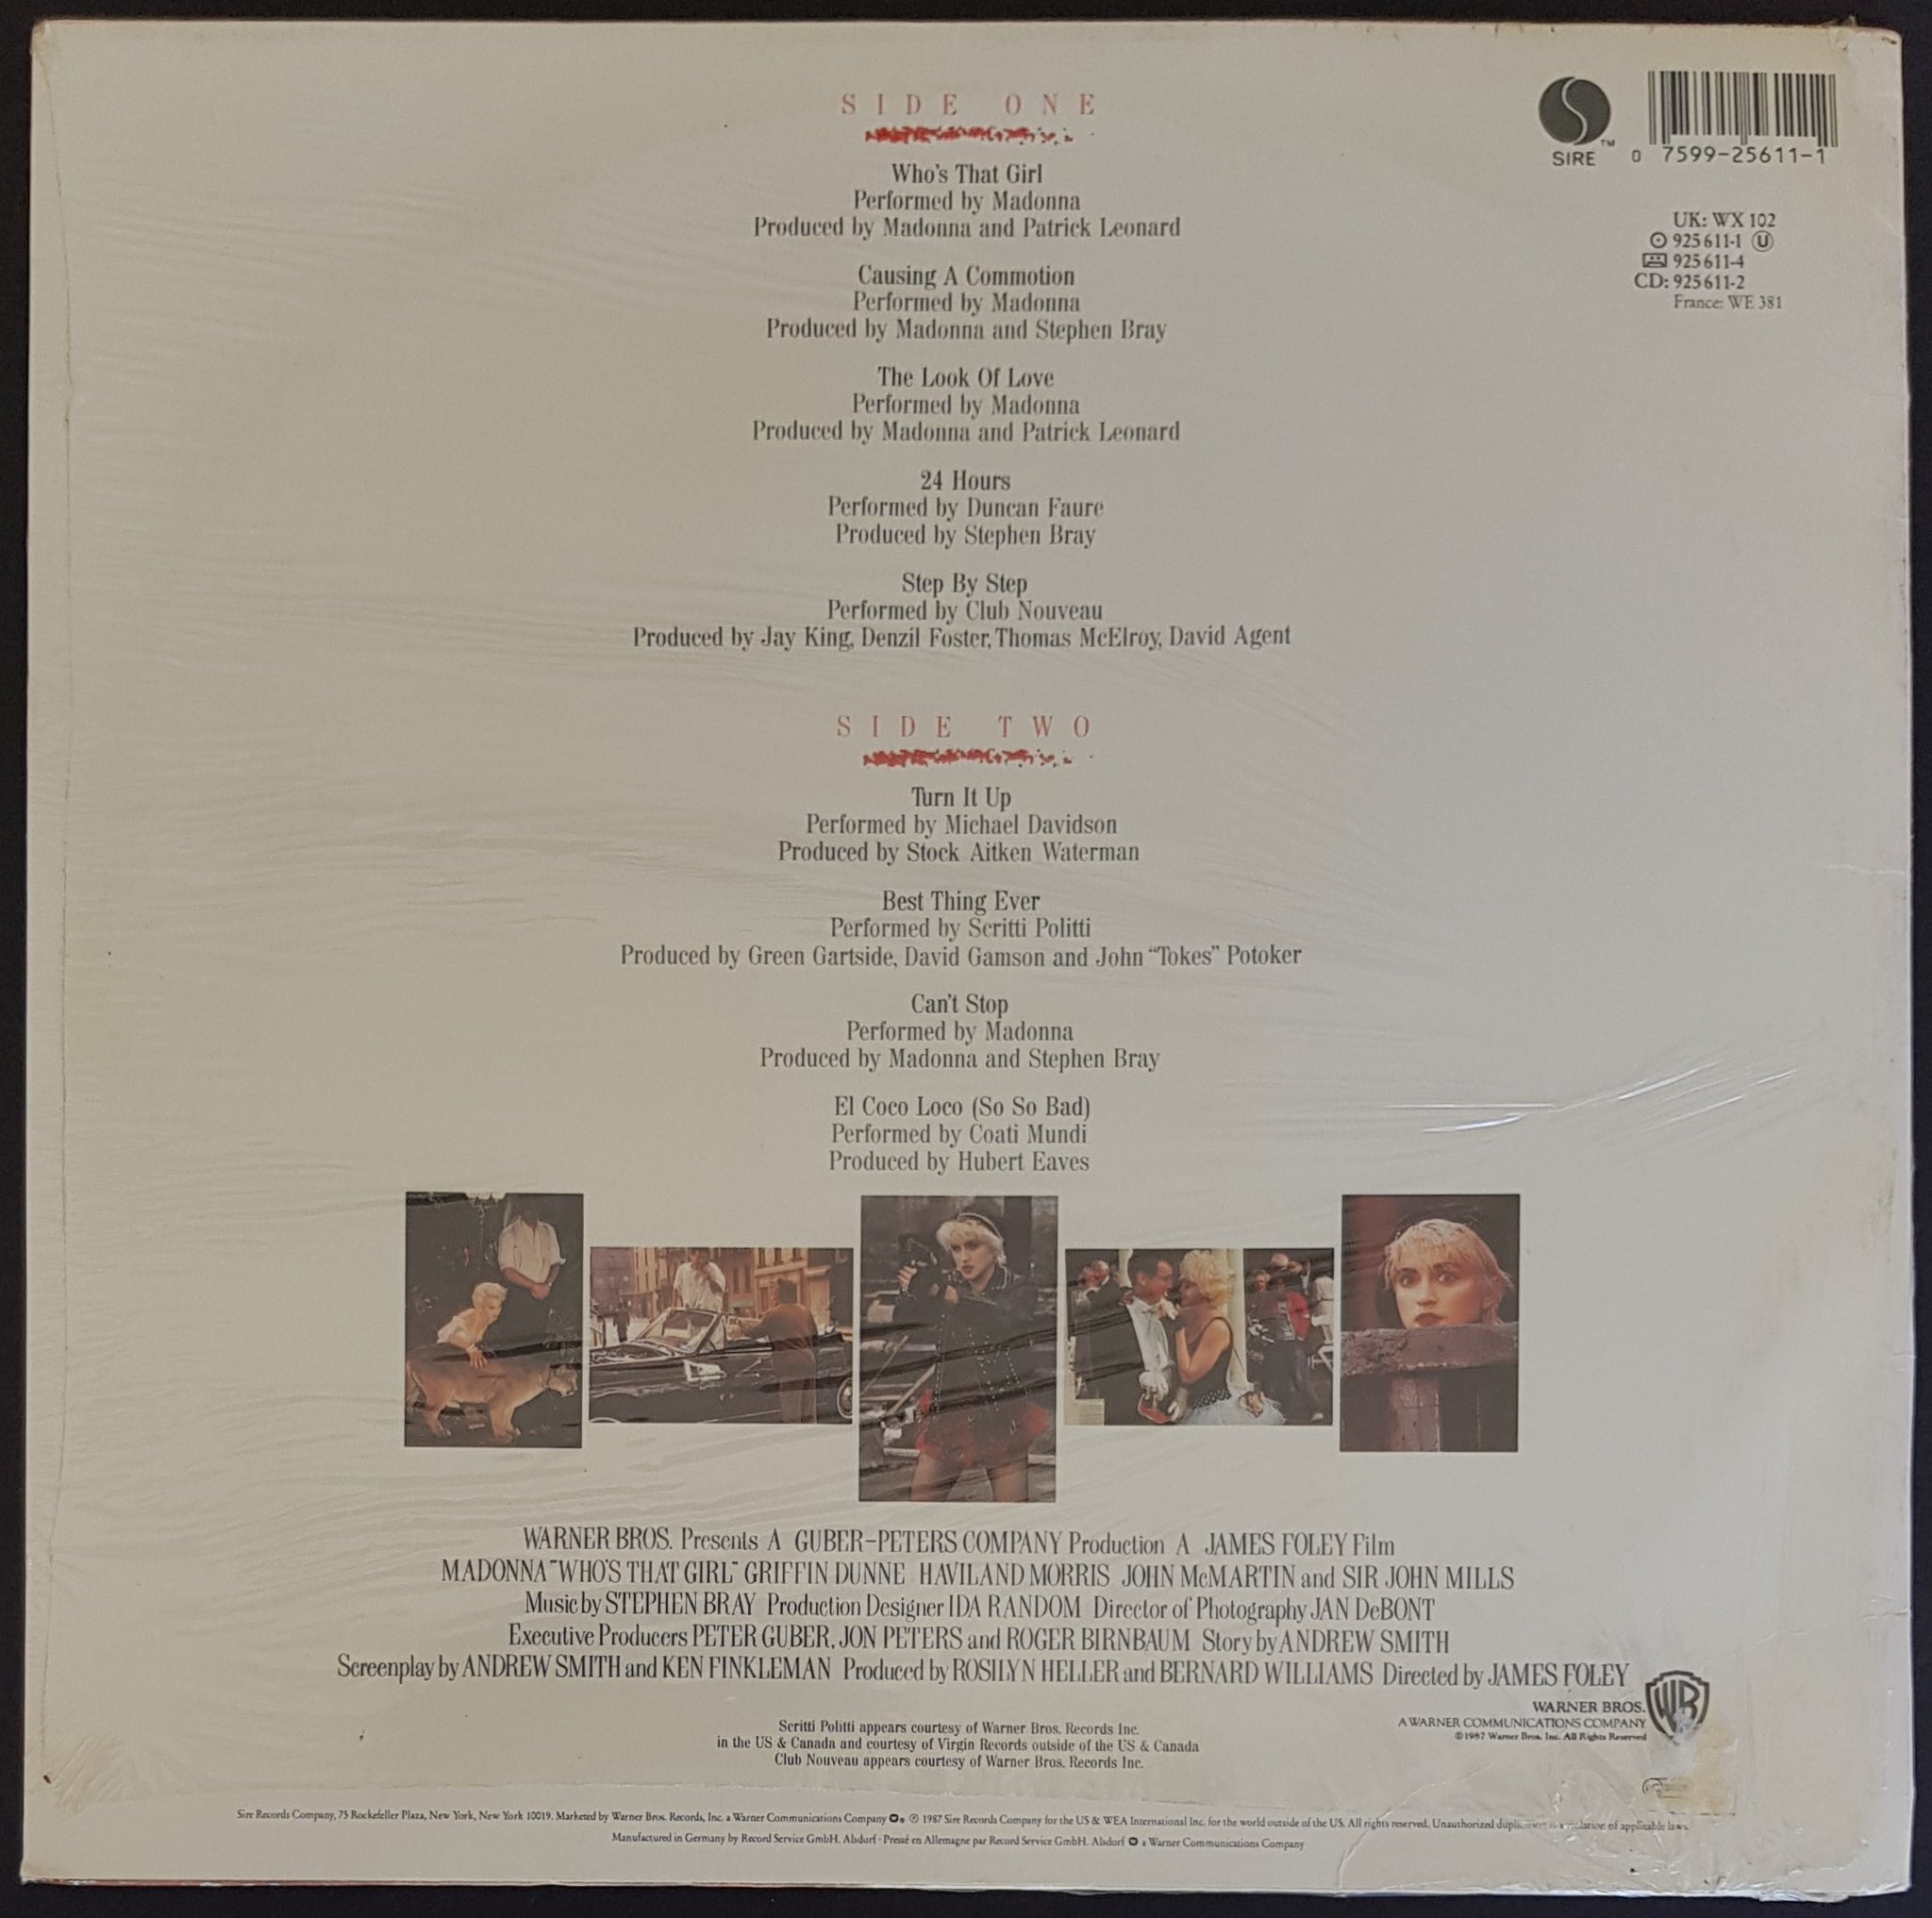 SIDE ONE
Who's That Girl
Performed by Madonna
Produced by Madonna and Patrick Leonard
Causing A Commotion
Performed by Madonna
Produced by Madonna and Stephen Bray
The Look Of Love
Performed by Madonna
Produced by Madonna and Patrick Leonard
24 Hours
Performed by Duncan Faure
Produced by Stephen Bray
Step By Step
Performed by Club Nouveau
Produced by Jay King, Denzil Foster, Thomas McElroy, David Agent
SIRE ™
0 7599-25611-1
UK: WX 102
925 611-1 Ⓤ
925 611-4
CD: 925 611-2
France: WE 381
SIDE TWO
Turn It Up
Performed by Michael Davidson
Produced by Stock Aitken Waterman
Best Thing Ever
Performed by Scritti Politti
Produced by Green Gartside, David Gamson and John “Tokes” Potoker
Can't Stop
Performed by Madonna
Produced by Madonna and Stephen Bray
El Coco Loco (So So Bad)
Performed by Coati Mundi
Produced by Hubert Eaves
WARNER BROS. Presents A GUBER-PETERS COMPANY Production A JAMES FOLEY Film
MADONNA "WHO'S THAT GIRL" GRIFFIN DUNNE HAVILAND MORRIS JOHN McMARTIN and SIR JOHN MILLS
Music by STEPHEN BRAY Production Designer IDA RANDOM Director of Photography JAN DeBONT
Executive Producers PETER GUBER, JON PETERS and ROGER BIRNBAUM Story by ANDREW SMITH
Screenplay by ANDREW SMITH and KEN FINKLEMAN Produced by ROSILYN HELLER and BERNARD WILLIAMS Directed by JAMES FOLEY
WB
WARNER BROS.
A WARNER COMMUNICATIONS COMPANY
©1987 Warner Bros. Inc. All Rights Reserved
Scritti Politti appears courtesy of Warner Bros. Records Inc.
in the US & Canada and courtesy of Virgin Records outside of the US & Canada
Club Nouveau appears courtesy of Warner Bros. Records Inc.
Sire Records Company, 75 Rockefeller Plaza, New York, New York 10019. Marketed by Warner Bros. Records, Inc. a Warner Communications Company ℗ 1987 Sire Records Company for the US & WEA International Inc. for the world outside of the US. All rights reserved. Unauthorized of applicable laws.
Manufactured in Germany by Record Service GmbH. Alsdorf · Pressé en Allemagne par Record Service GmbH. Alsdorf a Warner Communications Company